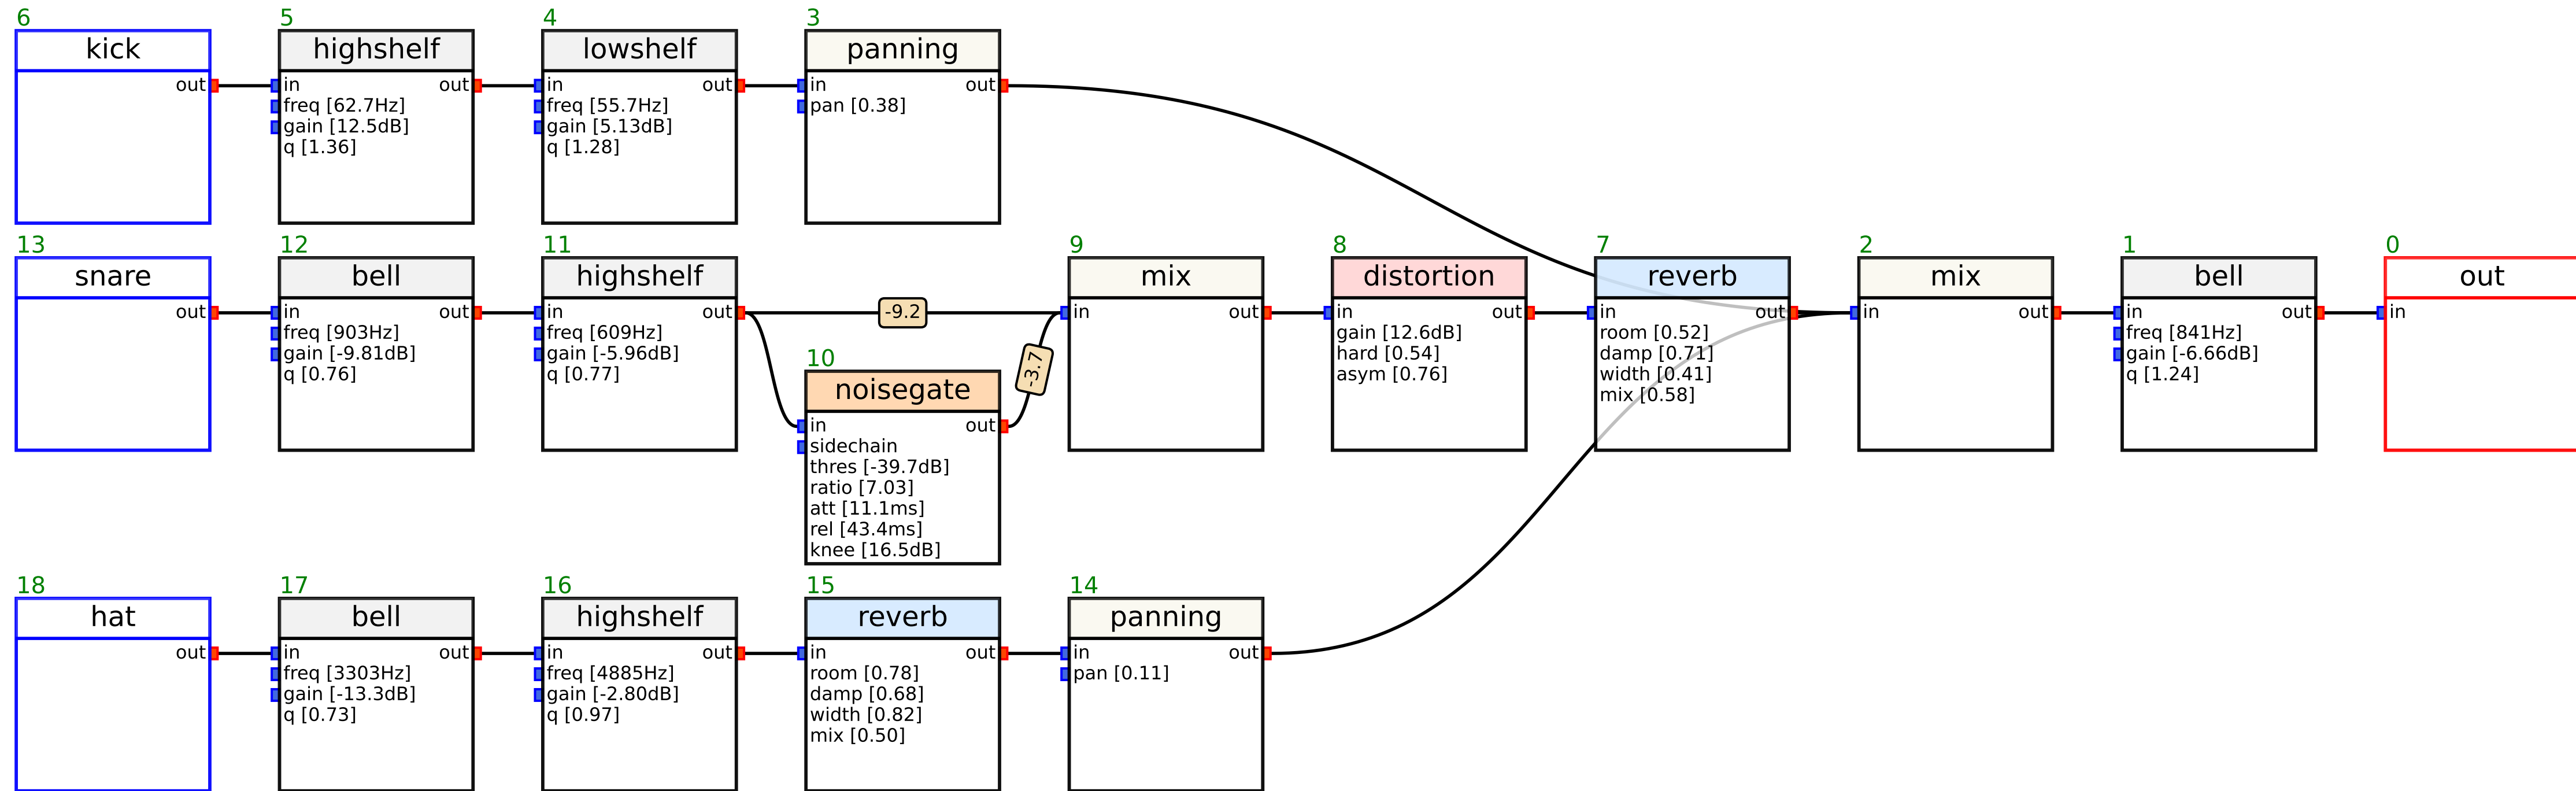 6
kick
out
5
highshelf
in out
freq [62.7Hz]
gain [12.5dB]
q [1.36]
4
lowshelf
in out
freq [55.7Hz]
gain [5.13dB]
q [1.28]
3
panning
in out
pan [0.38]
13
snare
out
12
bell
in out
freq [903Hz]
gain [-9.81dB]
q [0.76]
11
highshelf
in out
freq [609Hz]
gain [-5.96dB]
q [0.77]
-9.2
10
noisegate
in out
sidechain
thres [-39.7dB]
ratio [7.03]
att [11.1ms]
rel [43.4ms]
knee [16.5dB]
-3.7
9
mix
in out
8
distortion
in out
gain [12.6dB]
hard [0.54]
asym [0.76]
7
reverb
in out
room [0.52]
damp [0.71]
width [0.41]
mix [0.58]
2
mix
in out
1
bell
in out
freq [841Hz]
gain [-6.66dB]
q [1.24]
0
out
in
18
hat
out
17
bell
in out
freq [3303Hz]
gain [-13.3dB]
q [0.73]
16
highshelf
in out
freq [4885Hz]
gain [-2.80dB]
q [0.97]
15
reverb
in out
room [0.78]
damp [0.68]
width [0.82]
mix [0.50]
14
panning
in out
pan [0.11]